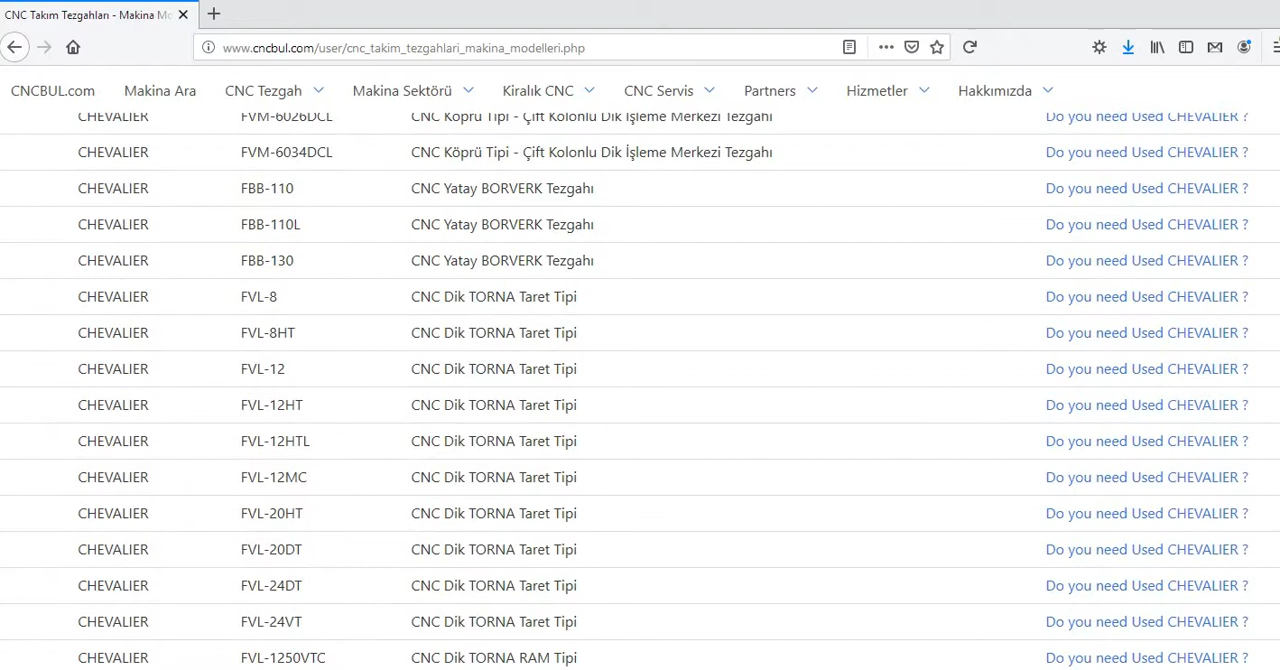 CNC Takım Tezgahları - Makina Mo
www.cncbul.com/user/cnc_takim_tezgahlari_makina_modelleri.php
CNCBUL.com Makina Ara CNC Tezgah Makina Sektörü Kiralık CNC CNC Servis Partners Hizmetler Hakkımızda
CHEVALIER FVM-6026DCL CNC Köprü Tipi - Çift Kolonlu Dik İşleme Merkezi Tezgahı Do you need Used CHEVALIER ?
CHEVALIER FVM-6034DCL CNC Köprü Tipi - Çift Kolonlu Dik İşleme Merkezi Tezgahı Do you need Used CHEVALIER ?
CHEVALIER FBB-110 CNC Yatay BORVERK Tezgahı Do you need Used CHEVALIER ?
CHEVALIER FBB-110L CNC Yatay BORVERK Tezgahı Do you need Used CHEVALIER ?
CHEVALIER FBB-130 CNC Yatay BORVERK Tezgahı Do you need Used CHEVALIER ?
CHEVALIER FVL-8 CNC Dik TORNA Taret Tipi Do you need Used CHEVALIER ?
CHEVALIER FVL-8HT CNC Dik TORNA Taret Tipi Do you need Used CHEVALIER ?
CHEVALIER FVL-12 CNC Dik TORNA Taret Tipi Do you need Used CHEVALIER ?
CHEVALIER FVL-12HT CNC Dik TORNA Taret Tipi Do you need Used CHEVALIER ?
CHEVALIER FVL-12HTL CNC Dik TORNA Taret Tipi Do you need Used CHEVALIER ?
CHEVALIER FVL-12MC CNC Dik TORNA Taret Tipi Do you need Used CHEVALIER ?
CHEVALIER FVL-20HT CNC Dik TORNA Taret Tipi Do you need Used CHEVALIER ?
CHEVALIER FVL-20DT CNC Dik TORNA Taret Tipi Do you need Used CHEVALIER ?
CHEVALIER FVL-24DT CNC Dik TORNA Taret Tipi Do you need Used CHEVALIER ?
CHEVALIER FVL-24VT CNC Dik TORNA Taret Tipi Do you need Used CHEVALIER ?
CHEVALIER FVL-1250VTC CNC Dik TORNA RAM Tipi Do you need Used CHEVALIER ?